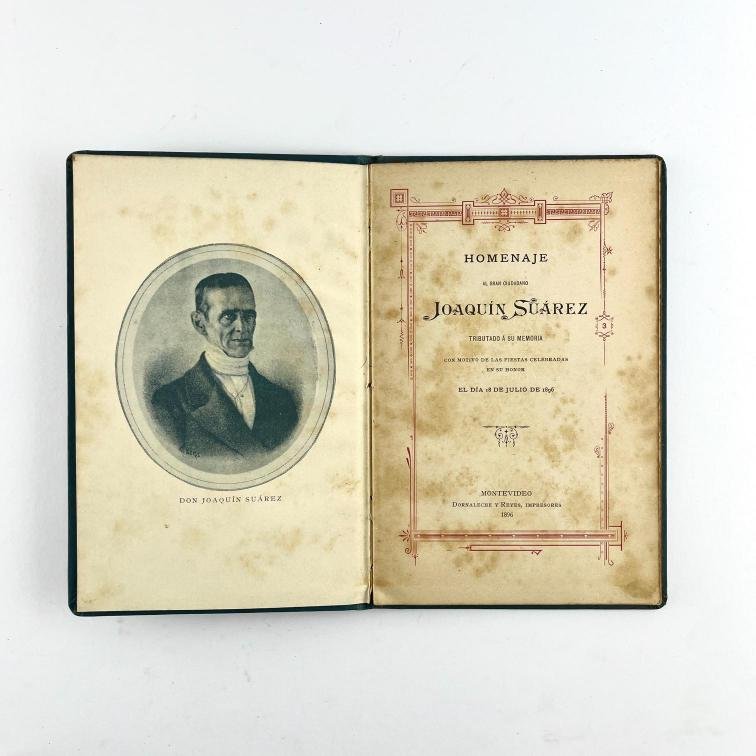 DON JOAQUÍN SUÁREZ
HOMENAJE
AL GRAN CIUDADANO
JOAQUÍN SUÁREZ
TRIBUTADO Á SU MEMORIA
CON MOTIVO DE LAS FIESTAS CELEBRADAS
EN SU HONOR
EL DÍA 18 DE JULIO DE 1896
3
MONTEVIDEO
DORNALECHE Y REYES, IMPRESORES
1896